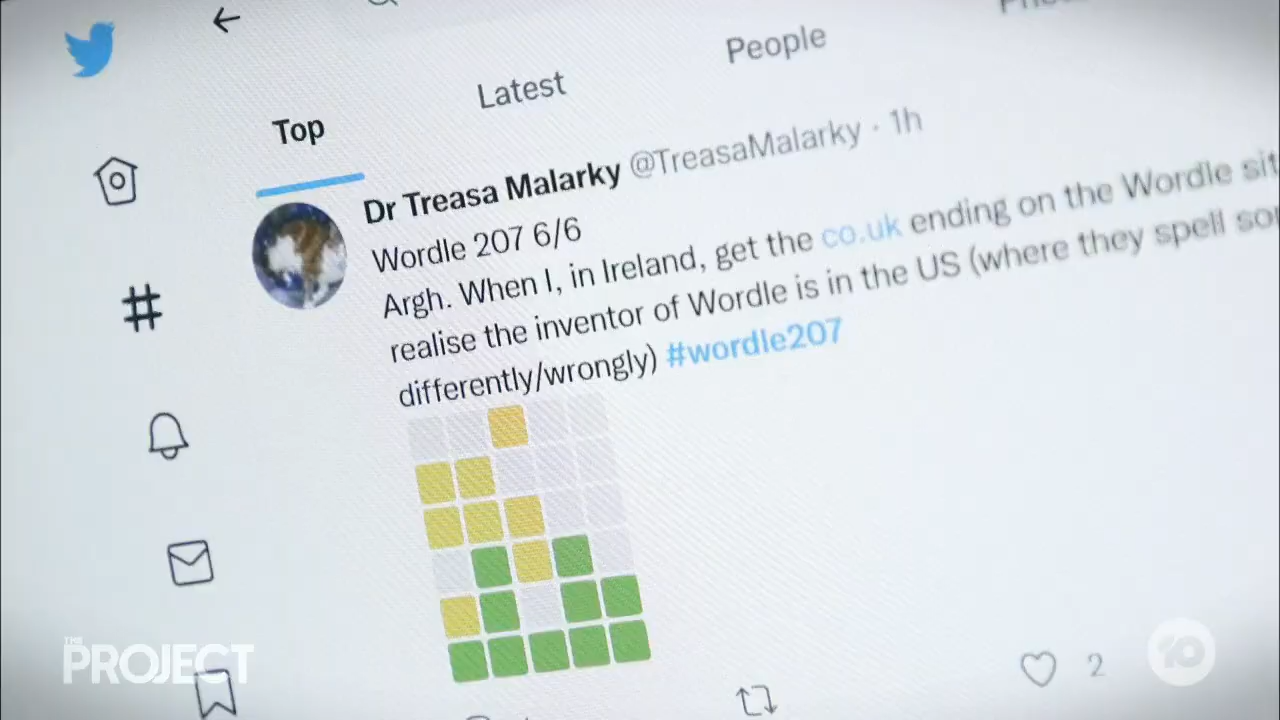 People
Latest
Top
Dr Treasa Malarky @TreasaMalarky · 1h
Wordle 207 6/6
Argh. When I, in Ireland, get the co.uk ending on the Wordle
realise the inventor of Wordle is in the US (where they spell
differently/wrongly) #wordle207
2
THE
PROJECT
10